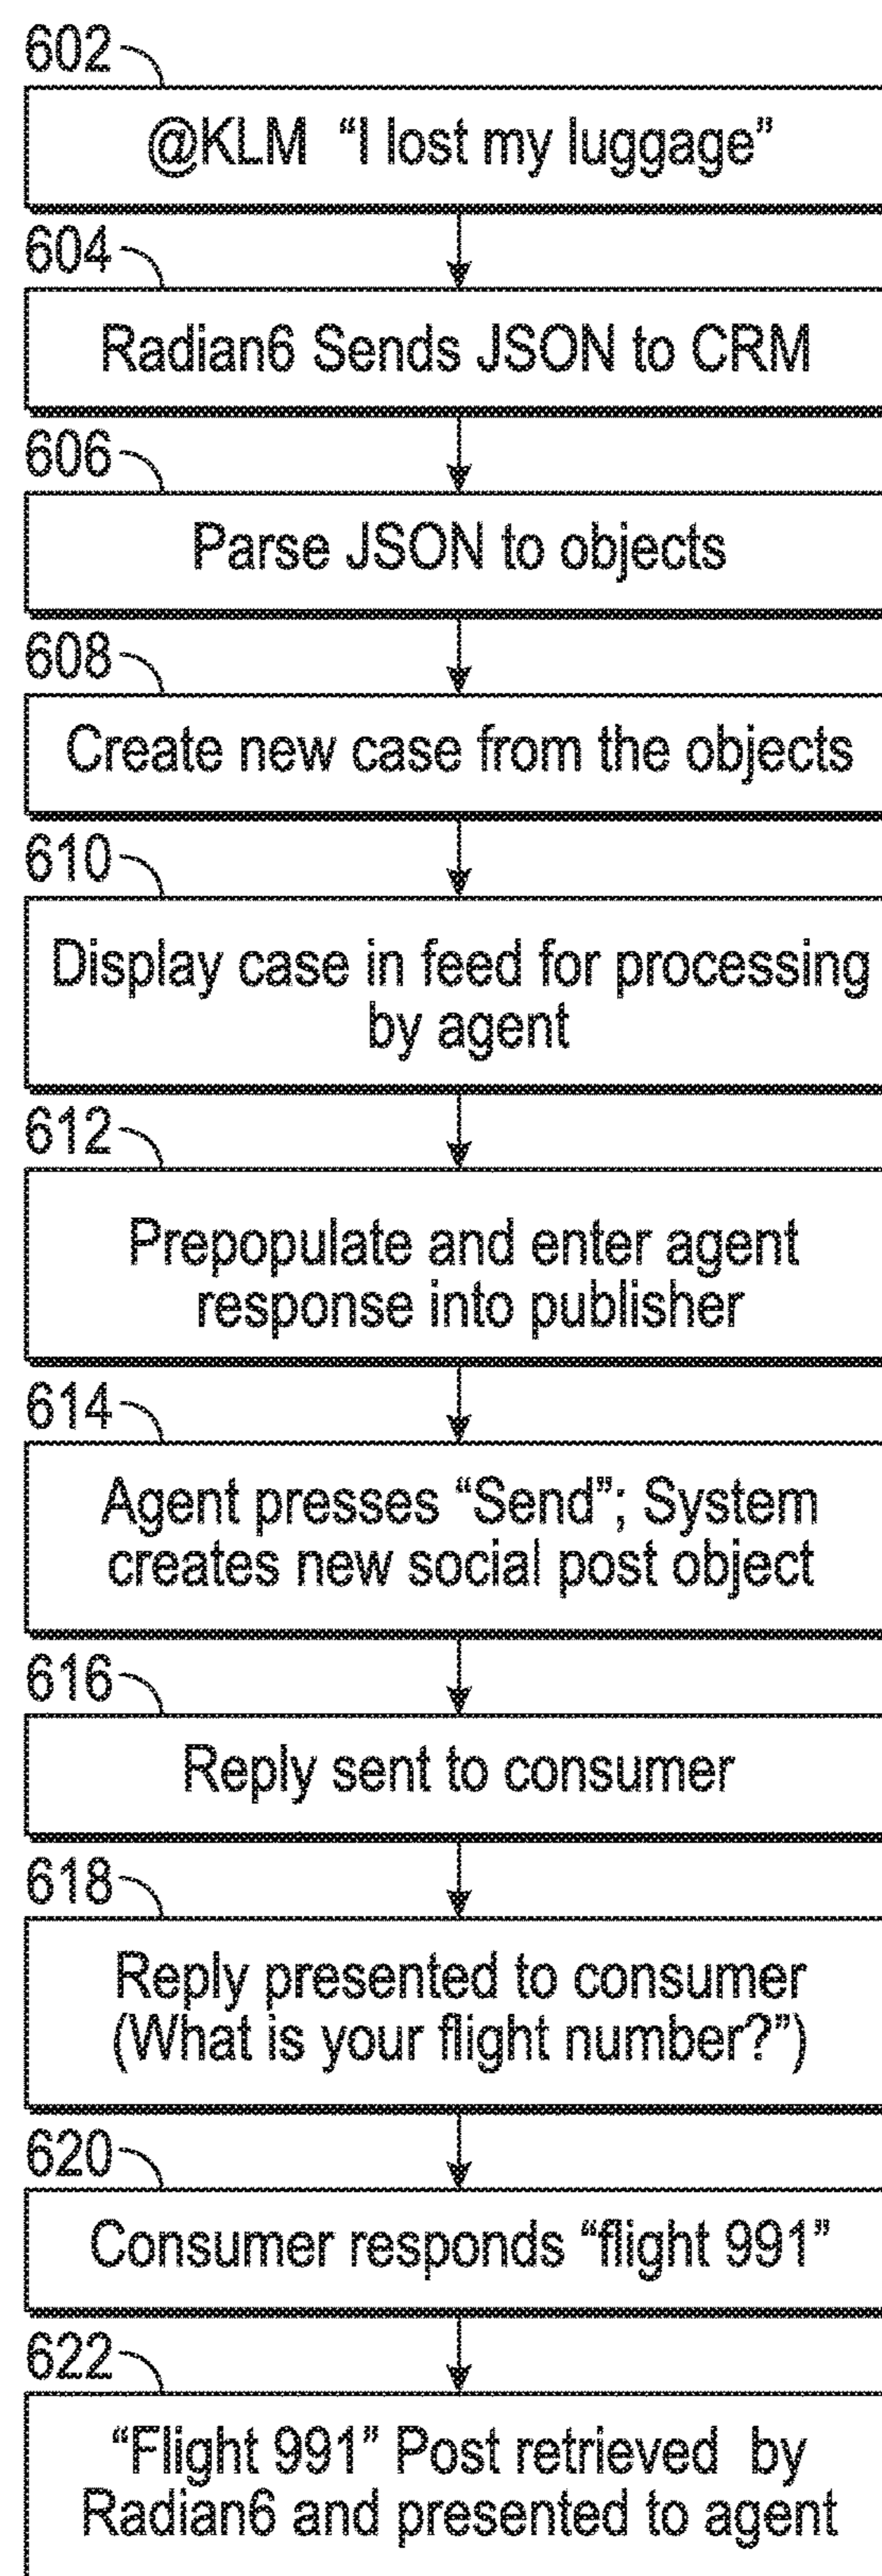 602
@KLM “I lost my luggage”
604
Radian6 Sends JSON to CRM
606
Parse JSON to objects
608
Create new case from the objects
610
Display case in feed for processing
by agent
612
Prepopulate and enter agent
response into publisher
614
Agent presses “Send”; System
creates new social post object
616
Reply sent to consumer
618
Reply presented to consumer
(What is your flight number?”)
620
Consumer responds “flight 991”
622
“Flight 991” Post retrieved by
Radian6 and presented to agent